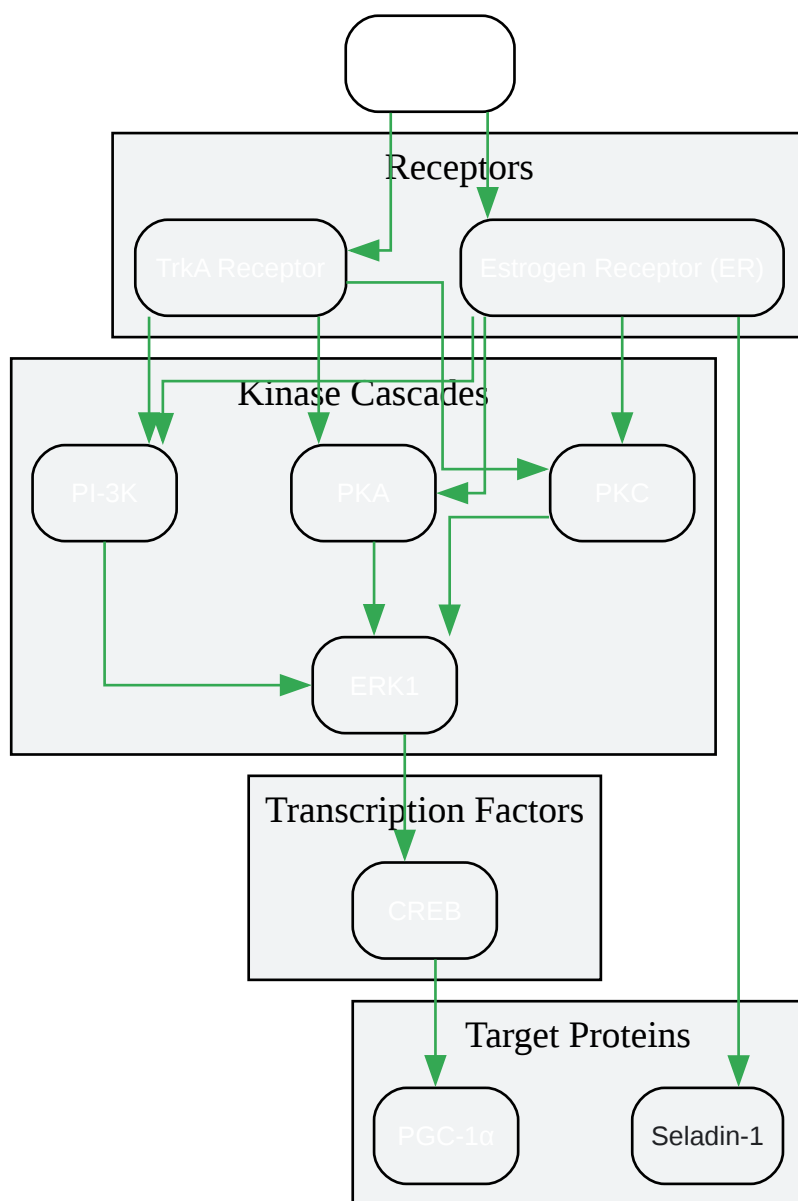 Receptors
TrkA Receptor
Estrogen Receptor (ER)
Kinase Cascades
PI-3K
PKA
PKC
ERK1
Transcription Factors
CREB
Target Proteins
PGC-1α
Seladin-1